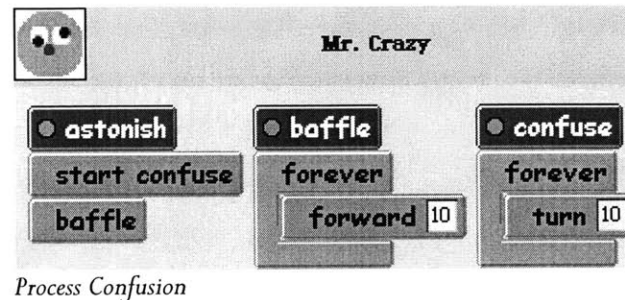 Mr. Crazy
astonish
start confuse
baffle
baffle
forever
forward 10
confuse
forever
turn 10
Process Confusion